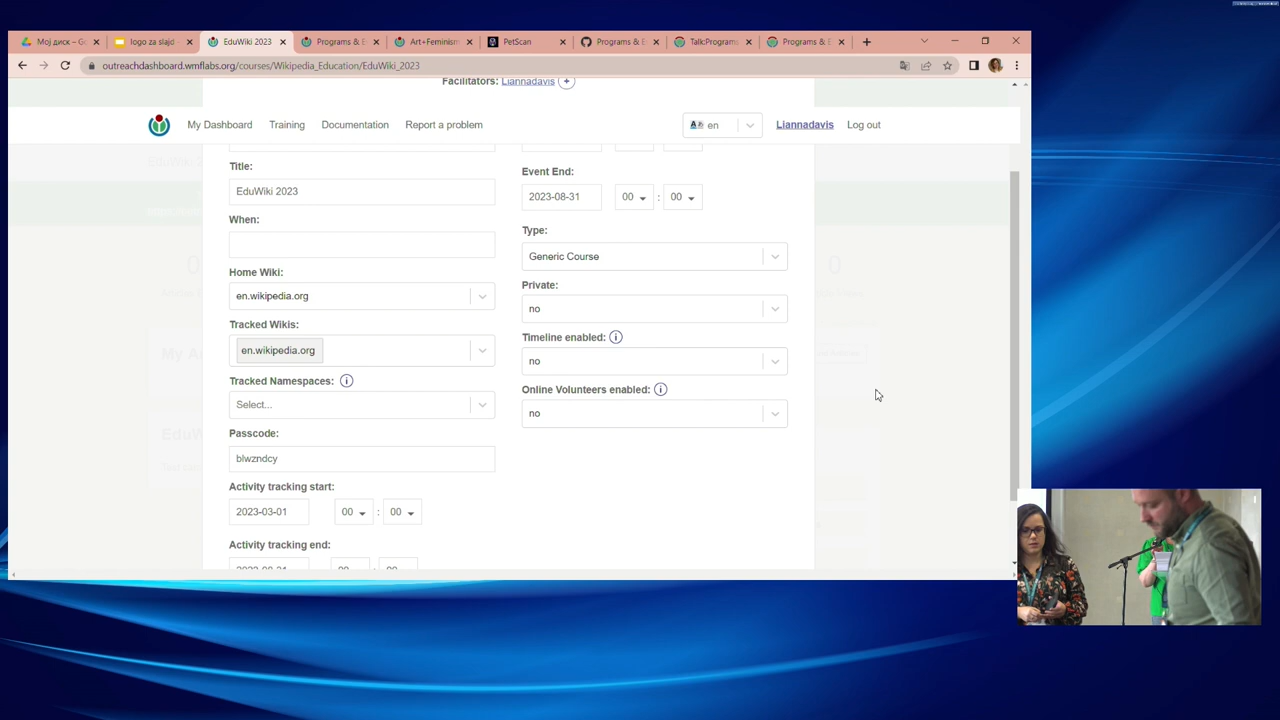 Мој диск – G
logo za slajd
EduWiki 2023
Programs & E
Art+Feminism
PetScan
Programs & E
Talk:Programs
Programs & E
outreachdashboard.wmflabs.org/courses/Wikipedia_Education/EduWiki_2023
Facilitators: Liannadavis +
My Dashboard Training Documentation Report a problem en Liannadavis Log out
Title:
EduWiki 2023
When:
Home Wiki:
en.wikipedia.org
Tracked Wikis:
en.wikipedia.org
Tracked Namespaces:
Select...
Passcode:
blwzndcy
Activity tracking start:
2023-03-01 00 : 00
Activity tracking end:
Event End:
2023-08-31 00 : 00
Type:
Generic Course
Private:
no
Timeline enabled:
no
Online Volunteers enabled:
no